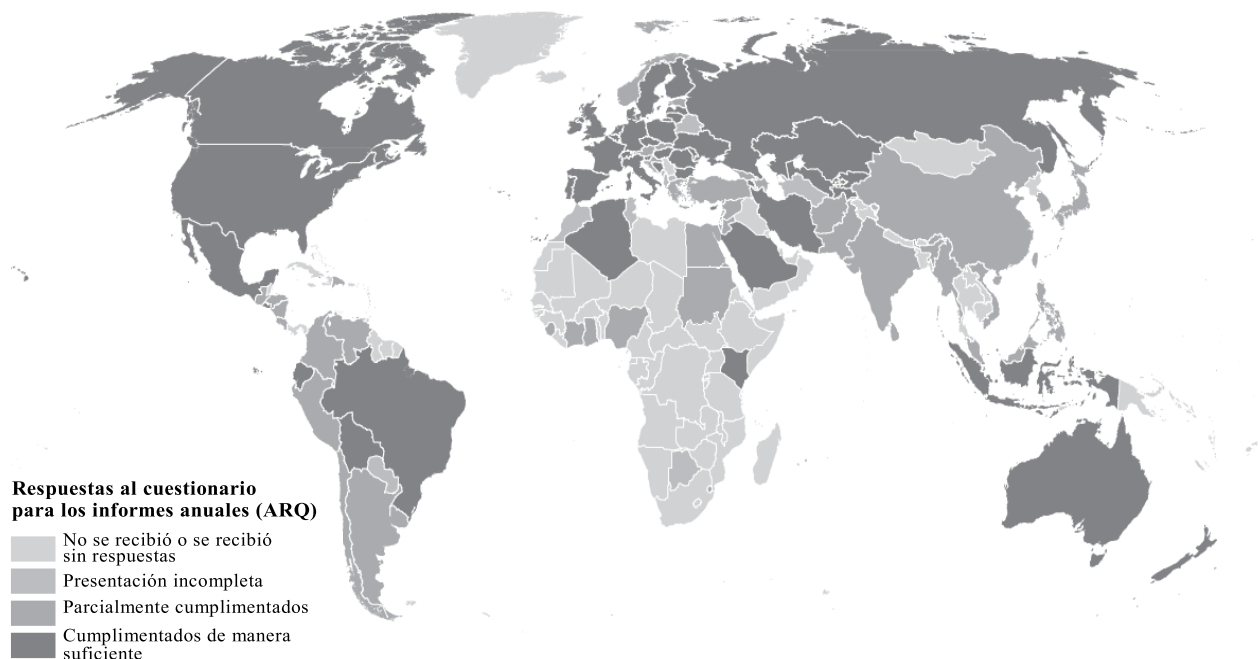 Respuestas al cuestionario
para los informes anuales (ARQ)
No se recibió o se recibió
sin respuestas
Presentación incompleta
Parcialmente cumplimentados
Cumplimentados de manera
suficiente